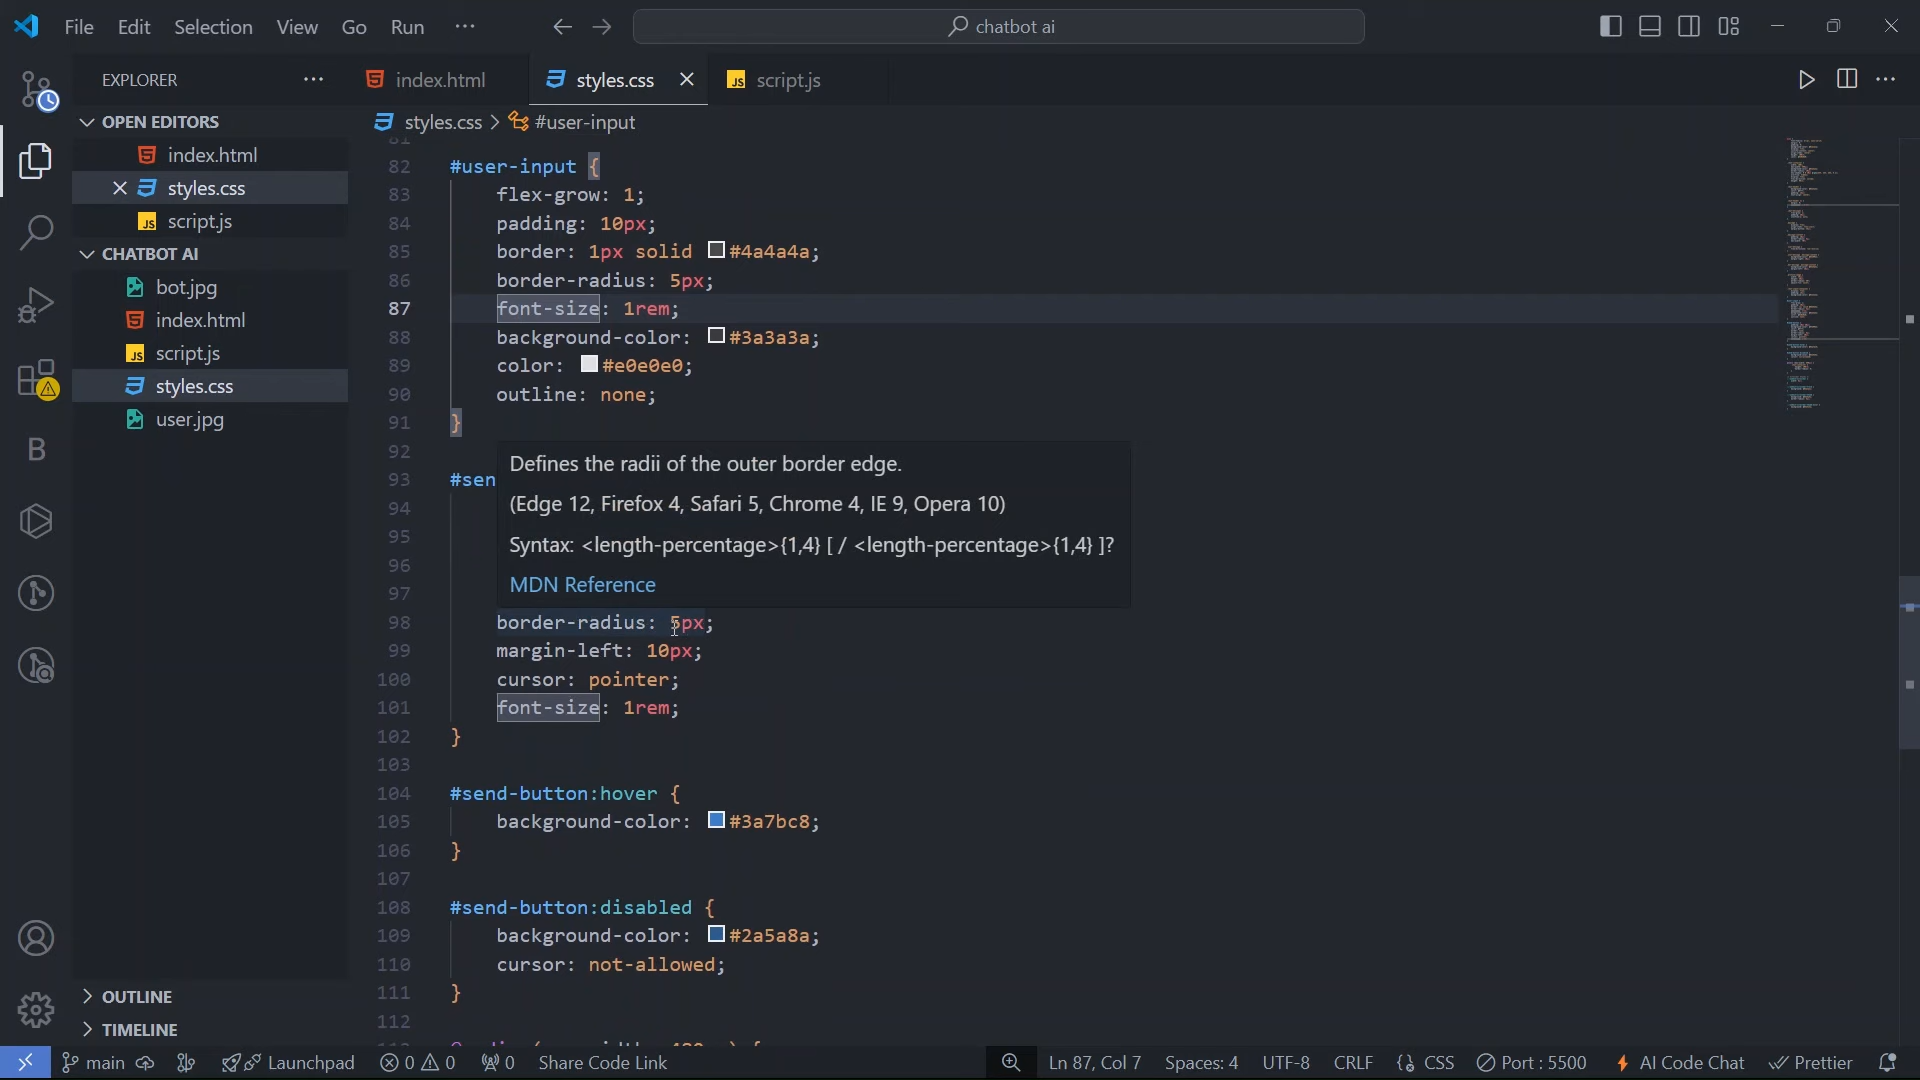 File Edit Selection View Go Run ···
chatbot ai
EXPLORER
OPEN EDITORS
index.html
styles.css
script.js
CHATBOT AI
bot.jpg
index.html
script.js
styles.css
user.jpg
OUTLINE
TIMELINE
index.html styles.css script.js
styles.css > #user-input
81
82 #user-input {
83 flex-grow: 1;
84 padding: 10px;
85 border: 1px solid #4a4a4a;
86 border-radius: 5px;
87 font-size: 1rem;
88 background-color: #3a3a3a;
89 color: #e0e0e0;
90 outline: none;
91 }
92
93 #sen
94
95
96
97
Defines the radii of the outer border edge.
(Edge 12, Firefox 4, Safari 5, Chrome 4, IE 9, Opera 10)
Syntax: <length-percentage>{1,4} [ / <length-percentage>{1,4} ]?
MDN Reference
98 border-radius: 5px;
99 margin-left: 10px;
100 cursor: pointer;
101 font-size: 1rem;
102 }
103
104 #send-button:hover {
105 background-color: #3a7bc8;
106 }
107
108 #send-button:disabled {
109 background-color: #2a5a8a;
110 cursor: not-allowed;
111 }
112
main Launchpad 0 0 0 Share Code Link Ln 87, Col 7 Spaces: 4 UTF-8 CRLF {} CSS Port : 5500 AI Code Chat Prettier